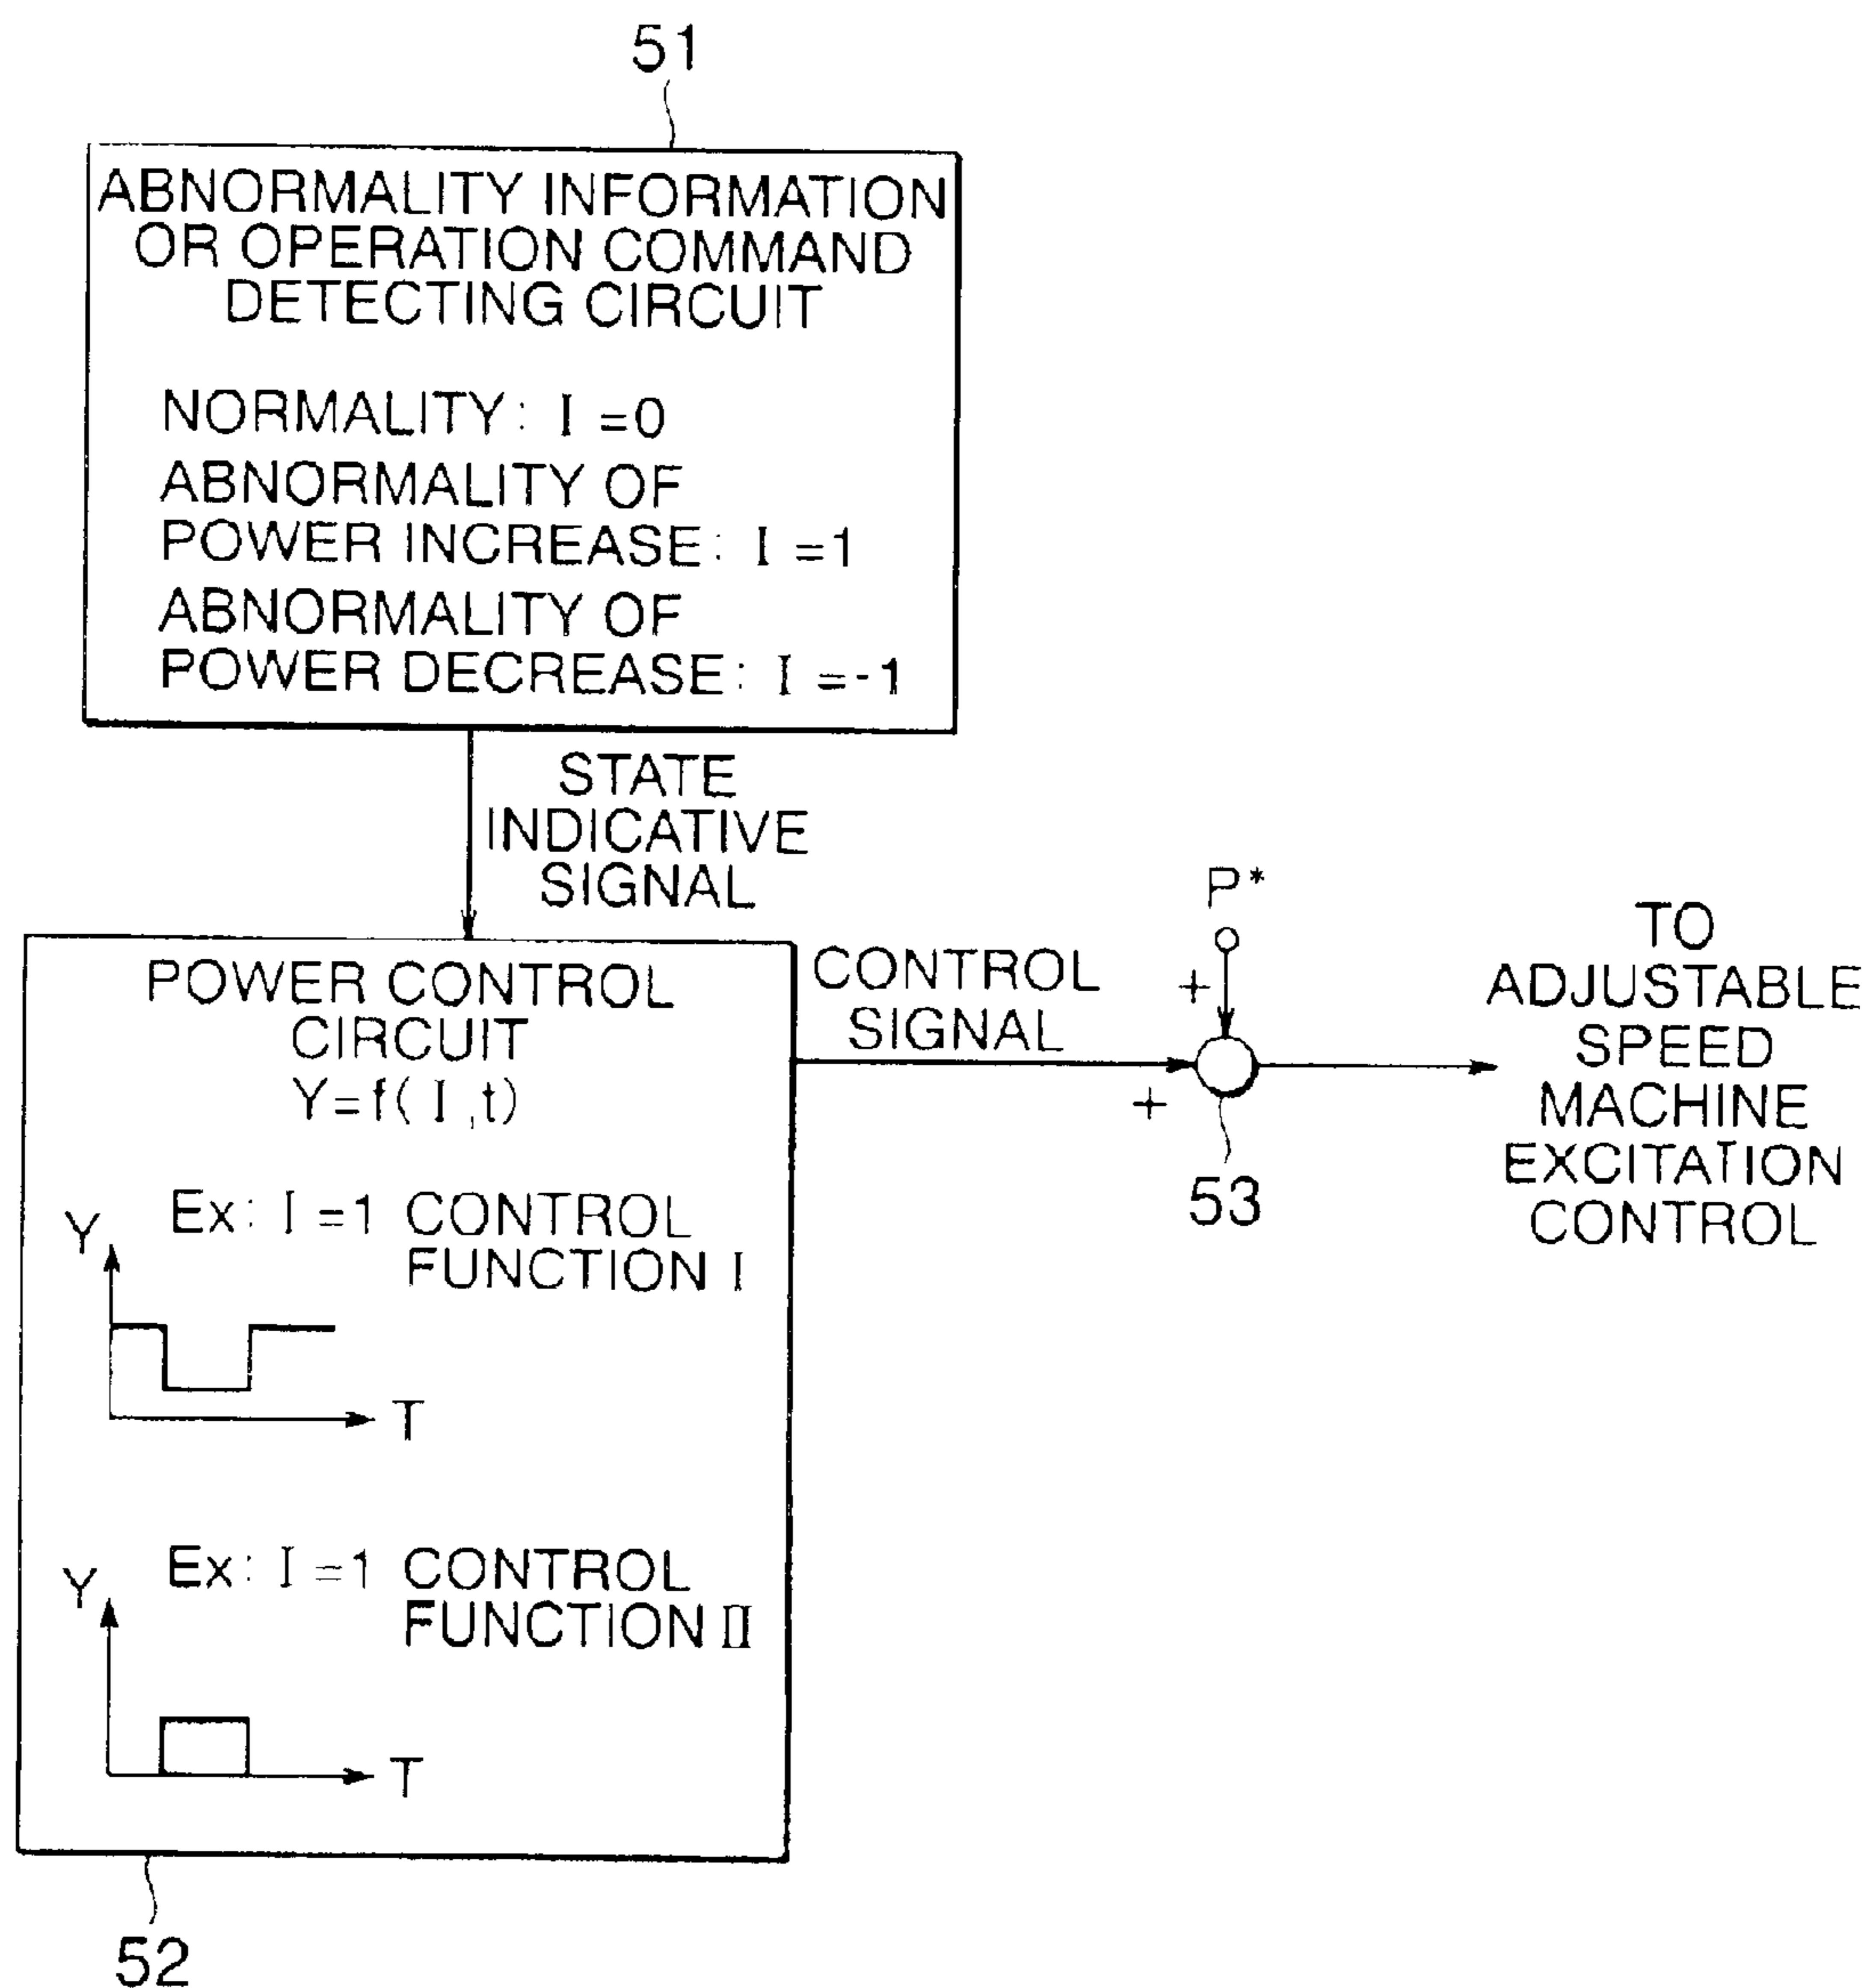 51
ABNORMALITY INFORMATION
OR OPERATION COMMAND
DETECTING CIRCUIT
NORMALITY: I =0
ABNORMALITY OF
POWER INCREASE: I =1
ABNORMALITY OF
POWER DECREASE: I =-1
STATE
INDICATIVE
SIGNAL
POWER CONTROL
CIRCUIT
Y=f( I ,t)
Ex: I =1 CONTROL
FUNCTION I
Y
T
Ex: I =1 CONTROL
FUNCTION II
Y
T
52
CONTROL
SIGNAL
P*
+
+
53
TO
ADJUSTABLE
SPEED
MACHINE
EXCITATION
CONTROL